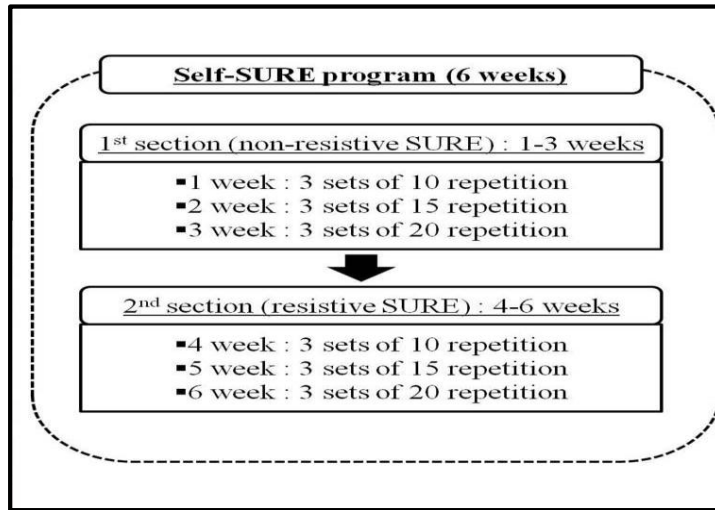 Self-SURE program (6 weeks)
1st section (non-resistive SURE) : 1-3 weeks
▪1 week : 3 sets of 10 repetition
▪2 week : 3 sets of 15 repetition
▪3 week : 3 sets of 20 repetition
2nd section (resistive SURE) : 4-6 weeks
▪4 week : 3 sets of 10 repetition
▪5 week : 3 sets of 15 repetition
▪6 week : 3 sets of 20 repetition